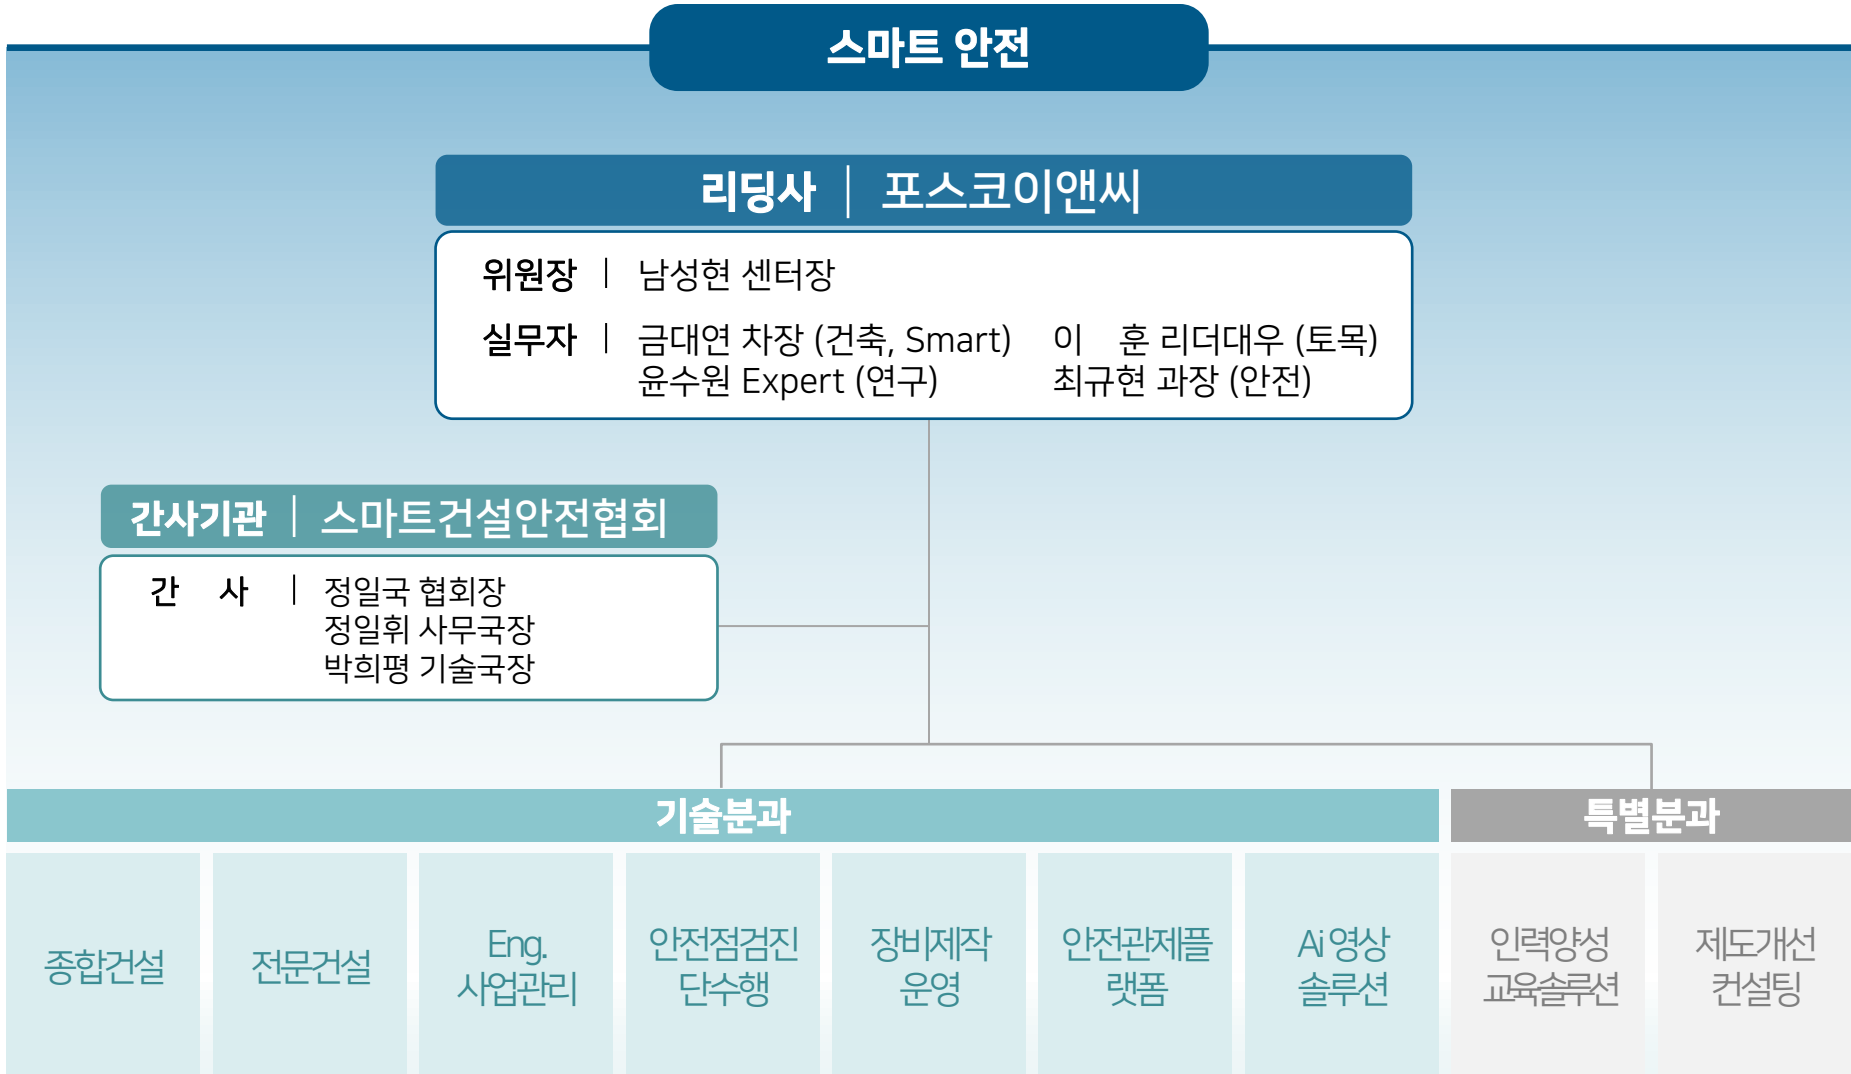 스마트 안전
리딩사 | 포스코이앤씨
위원장 | 남성현 센터장
실무자 | 금대연 차장 (건축, Smart) 이 훈 리더대우 (토목)
윤수원 Expert (연구) 최규현 과장 (안전)
간사기관 | 스마트건설안전협회
간 사 | 정일국 협회장
정일휘 사무국장
박희평 기술국장
기술분과
특별분과
종합건설
전문건설
Eng.
사업관리
안전점검진
단수행
장비제작
운영
안전관제플
랫폼
Ai 영상
솔루션
인력양성
교육솔루션
제도개선
컨설팅